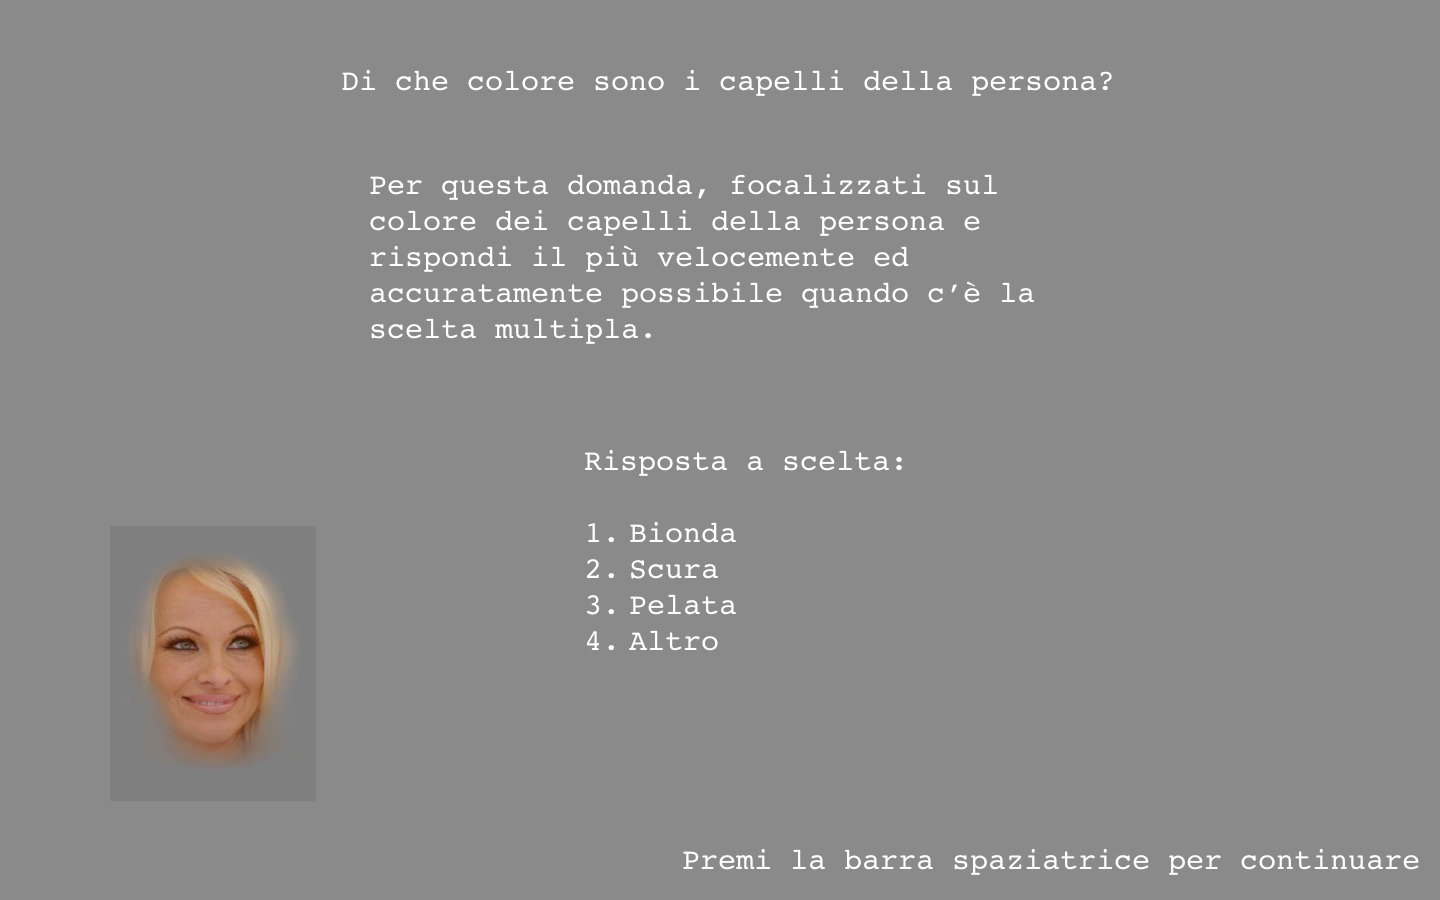 Di che colore sono i capelli della persona?
Per questa domanda, focalizzati sul
colore dei capelli della persona e
rispondi il più velocemente ed
accuratamente possibile quando c’è la
scelta multipla.
Risposta a scelta:
1. Bionda
2. Scura
3. Pelata
4. Altro
Premi la barra spaziatrice per continuare